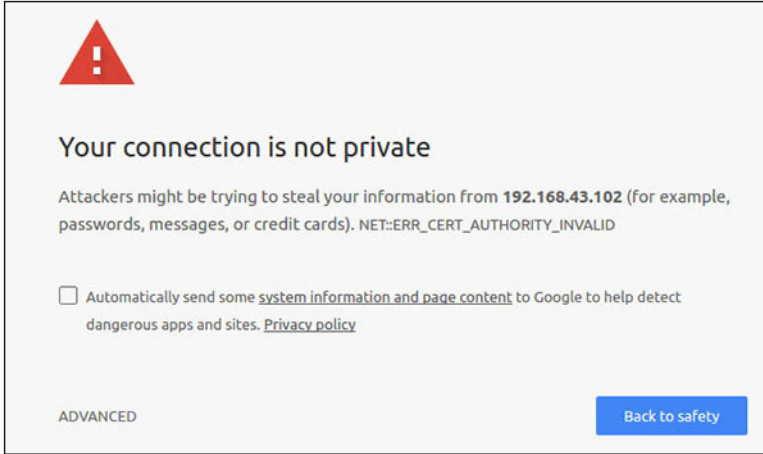 Your connection is not private
Attackers might be trying to steal your information from 192.168.43.102 (for example,
passwords, messages, or credit cards). NET::ERR_CERT_AUTHORITY_INVALID
Automatically send some system information and page content to Google to help detect
dangerous apps and sites. Privacy policy
ADVANCED
Back to safety